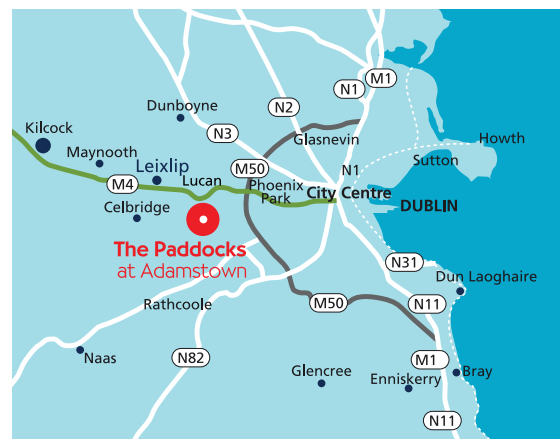 N1
M1
Dunboyne
N2
Kilcock
N3
Glasnevin
Howth
Maynooth
Sutton
Leixlip
M50
N1
M4
Lucan
Phoenix
Park
City Centre
Celbridge
DUBLIN
The Paddocks
at Adamstown
N31
Dun Laoghaire
Rathcoole
M50
N11
Naas
N82
M1
Glencree
Enniskerry
Bray
N11